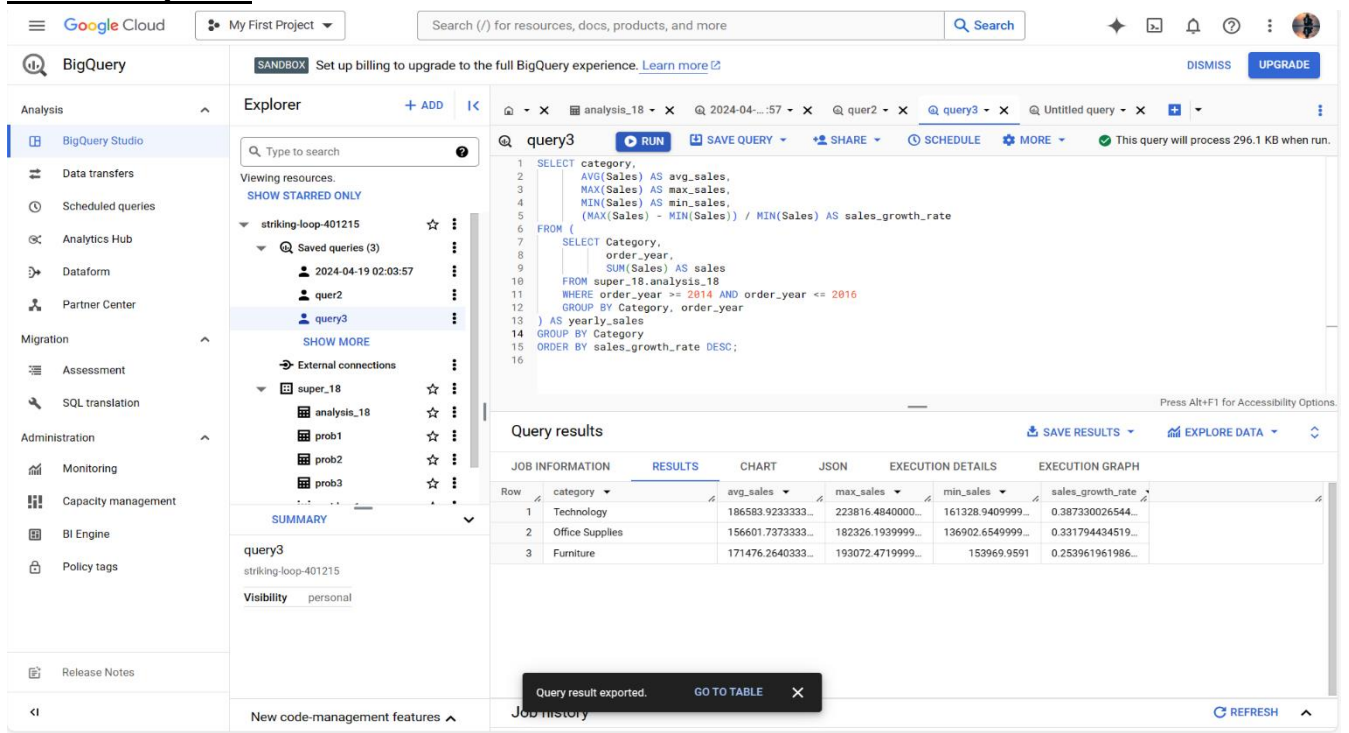 Google Cloud
My First Project
Search (/) for resources, docs, products, and more
Search
BigQuery
SANDBOX Set up billing to upgrade to the full BigQuery experience. Learn more
DISMISS
UPGRADE
Analysis
BigQuery Studio
Data transfers
Scheduled queries
Analytics Hub
Dataform
Partner Center
Migration
Assessment
SQL translation
Administration
Monitoring
Capacity management
BI Engine
Policy tags
Release Notes
Explorer
+ ADD
Type to search
Viewing resources.
SHOW STARRED ONLY
striking-loop-401215
Saved queries (3)
2024-04-19 02:03:57
quer2
query3
SHOW MORE
External connections
super_18
analysis_18
prob1
prob2
prob3
SUMMARY
query3
striking-loop-401215
Visibility personal
New code-management features
analysis_18
2024-04-...:57
quer2
query3
Untitled query
query3
RUN
SAVE QUERY
SHARE
SCHEDULE
MORE
This query will process 296.1 KB when run.
1 SELECT category,
2 AVG(Sales) AS avg_sales,
3 MAX(Sales) AS max_sales,
4 MIN(Sales) AS min_sales,
5 (MAX(Sales) - MIN(Sales)) / MIN(Sales) AS sales_growth_rate
6 FROM (
7 SELECT Category,
8 order_year,
9 SUM(Sales) AS sales
10 FROM super_18.analysis_18
11 WHERE order_year >= 2014 AND order_year <= 2016
12 GROUP BY Category, order_year
13 ) AS yearly_sales
14 GROUP BY Category
15 ORDER BY sales_growth_rate DESC;
16
Press Alt+F1 for Accessibility Options.
Query results
SAVE RESULTS
EXPLORE DATA
JOB INFORMATION RESULTS CHART JSON EXECUTION DETAILS EXECUTION GRAPH
Row category avg_sales max_sales min_sales sales_growth_rate
1 Technology 186583.9233333... 223816.4840000... 161328.9409999... 0.387330026544...
2 Office Supplies 156601.7373333... 182326.1939999... 136902.6549999... 0.331794434519...
3 Furniture 171476.2640333... 193072.4719999... 153969.9591 0.253961961986...
Query result exported. GO TO TABLE
Job history
REFRESH